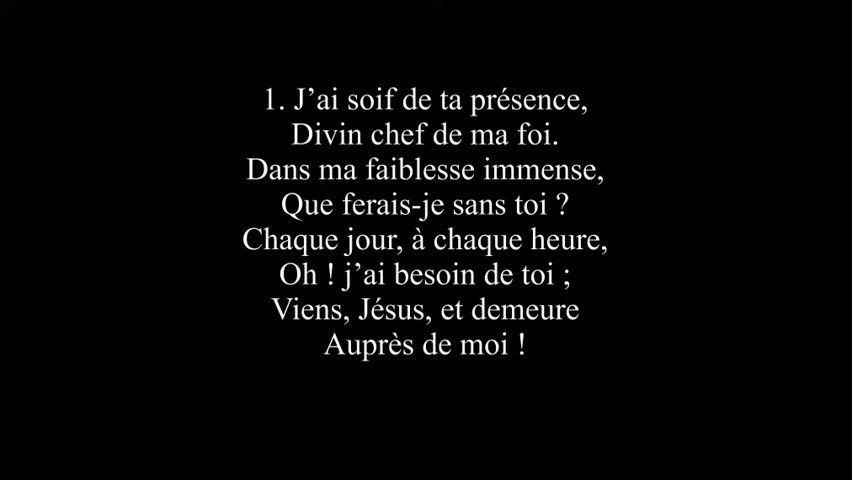 1. J’ai soif de ta présence,
Divin chef de ma foi.
Dans ma faiblesse immense,
Que ferais-je sans toi ?
Chaque jour, à chaque heure,
Oh ! j’ai besoin de toi ;
Viens, Jésus, et demeure
Auprès de moi !